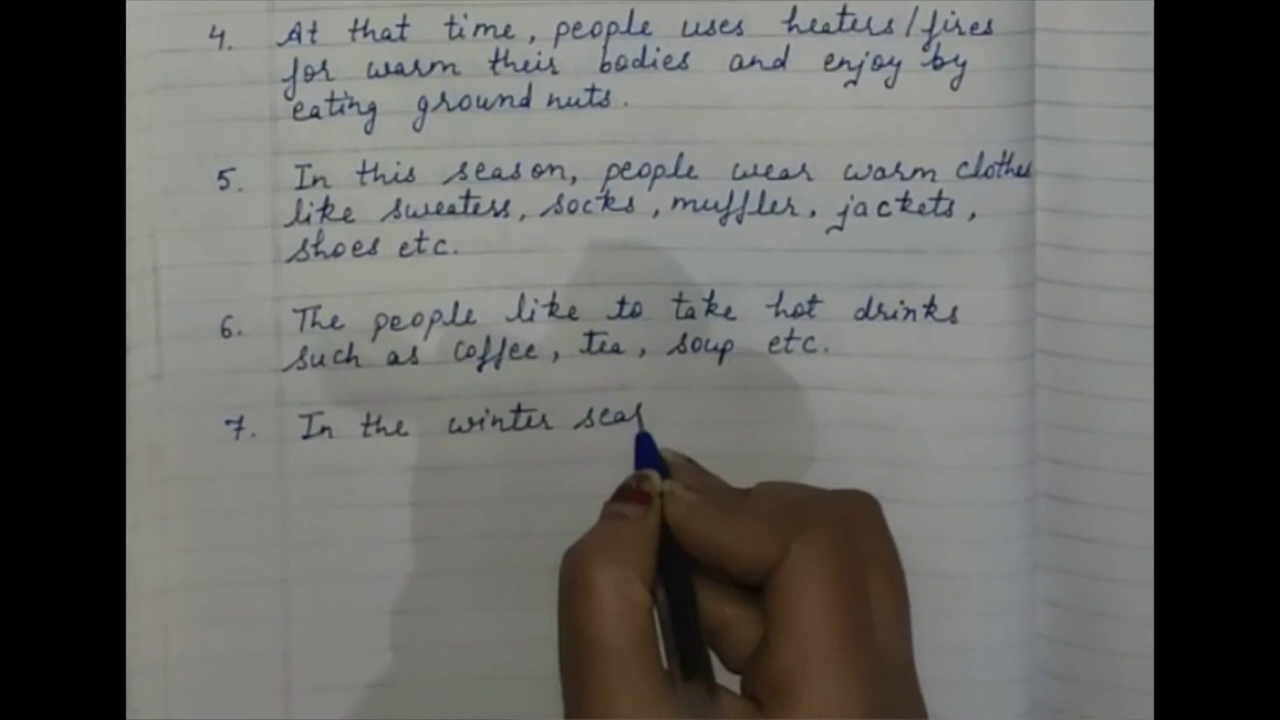 4. At that time, people uses heaters/fires
for warm their bodies and enjoy by
eating ground nuts.
5. In this season, people wear warm clothes
like sweaters, socks, muffler, jackets,
shoes etc.
6. The people like to take hot drinks
such as coffee, tea, soup etc.
7. In the winter seas